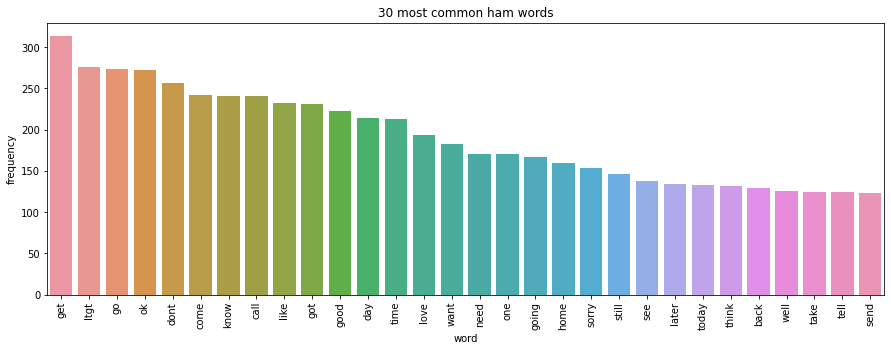 30 most common ham words
frequency
300
250
200
150
100
50
0
get ltgt go ok dont come know call like got good day time love want need one going home sorry still see later today think back well take tell send
word